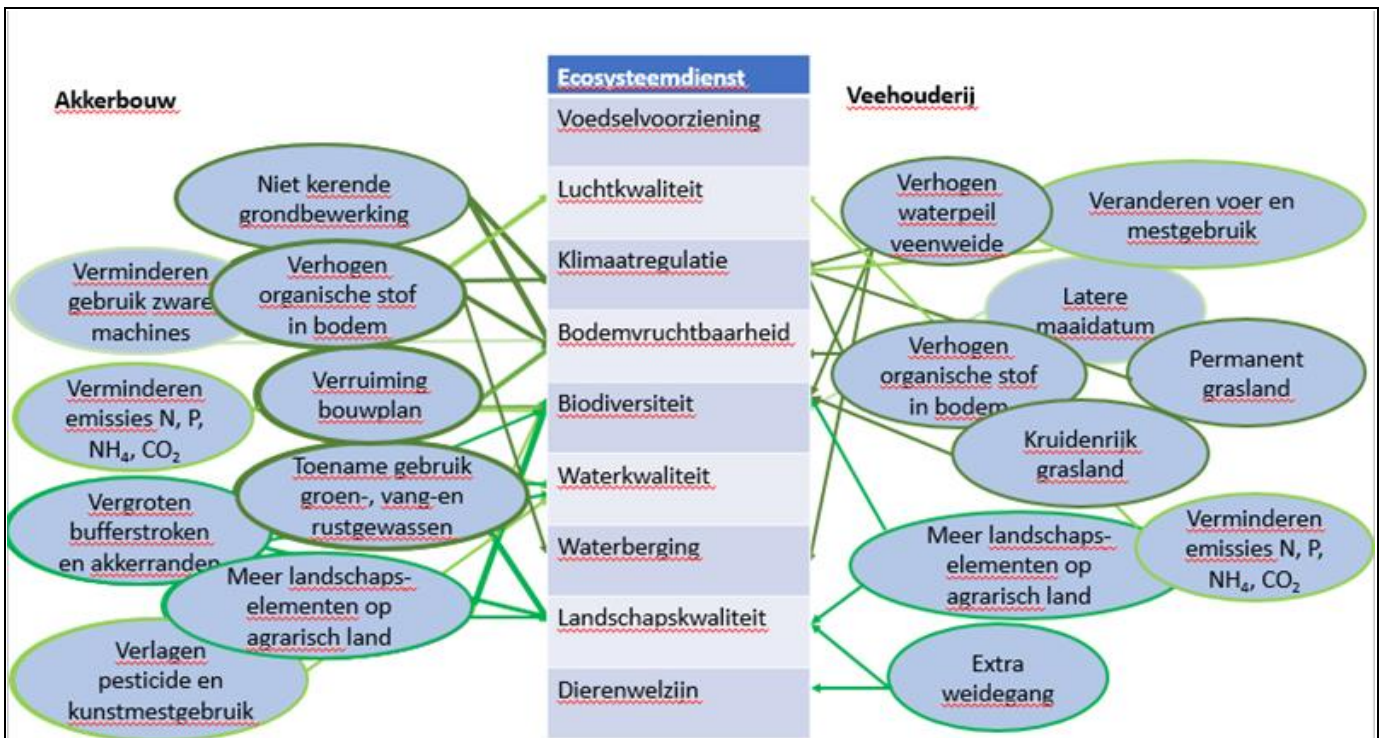 Akkerbouw
Niet kerende
grondbewerking
Verminderen
gebruik zware
machines
Verhogen
organische stof
in bodem
Verruiming
bouwplan
Verminderen
emissies N, P,
NH₄, CO₂
Toename gebruik
groen-, vang-en
rustgewassen
Vergroten
bufferstroken
en akkerranden
Meer landschaps-
elementen op
agrarisch land
Verlagen
pesticide en
kunstmestgebruik
Ecosysteemdienst
Voedselvoorziening
Luchtkwaliteit
Klimaatregulatie
Bodemvruchtbaarheid
Biodiversiteit
Waterkwaliteit
Waterberging
Landschapskwaliteit
Dierenwelzijn
Veehouderij
Verhogen
waterpeil
veenweide
Veranderen voer en
mestgebruik
Latere
maaidatum
Verhogen
organische stof
in bodem
Permanent
grasland
Kruidenrijk
grasland
Meer landschaps-
elementen op
agrarisch land
Verminderen
emissies N, P,
NH₄, CO₂
Extra
weidegang